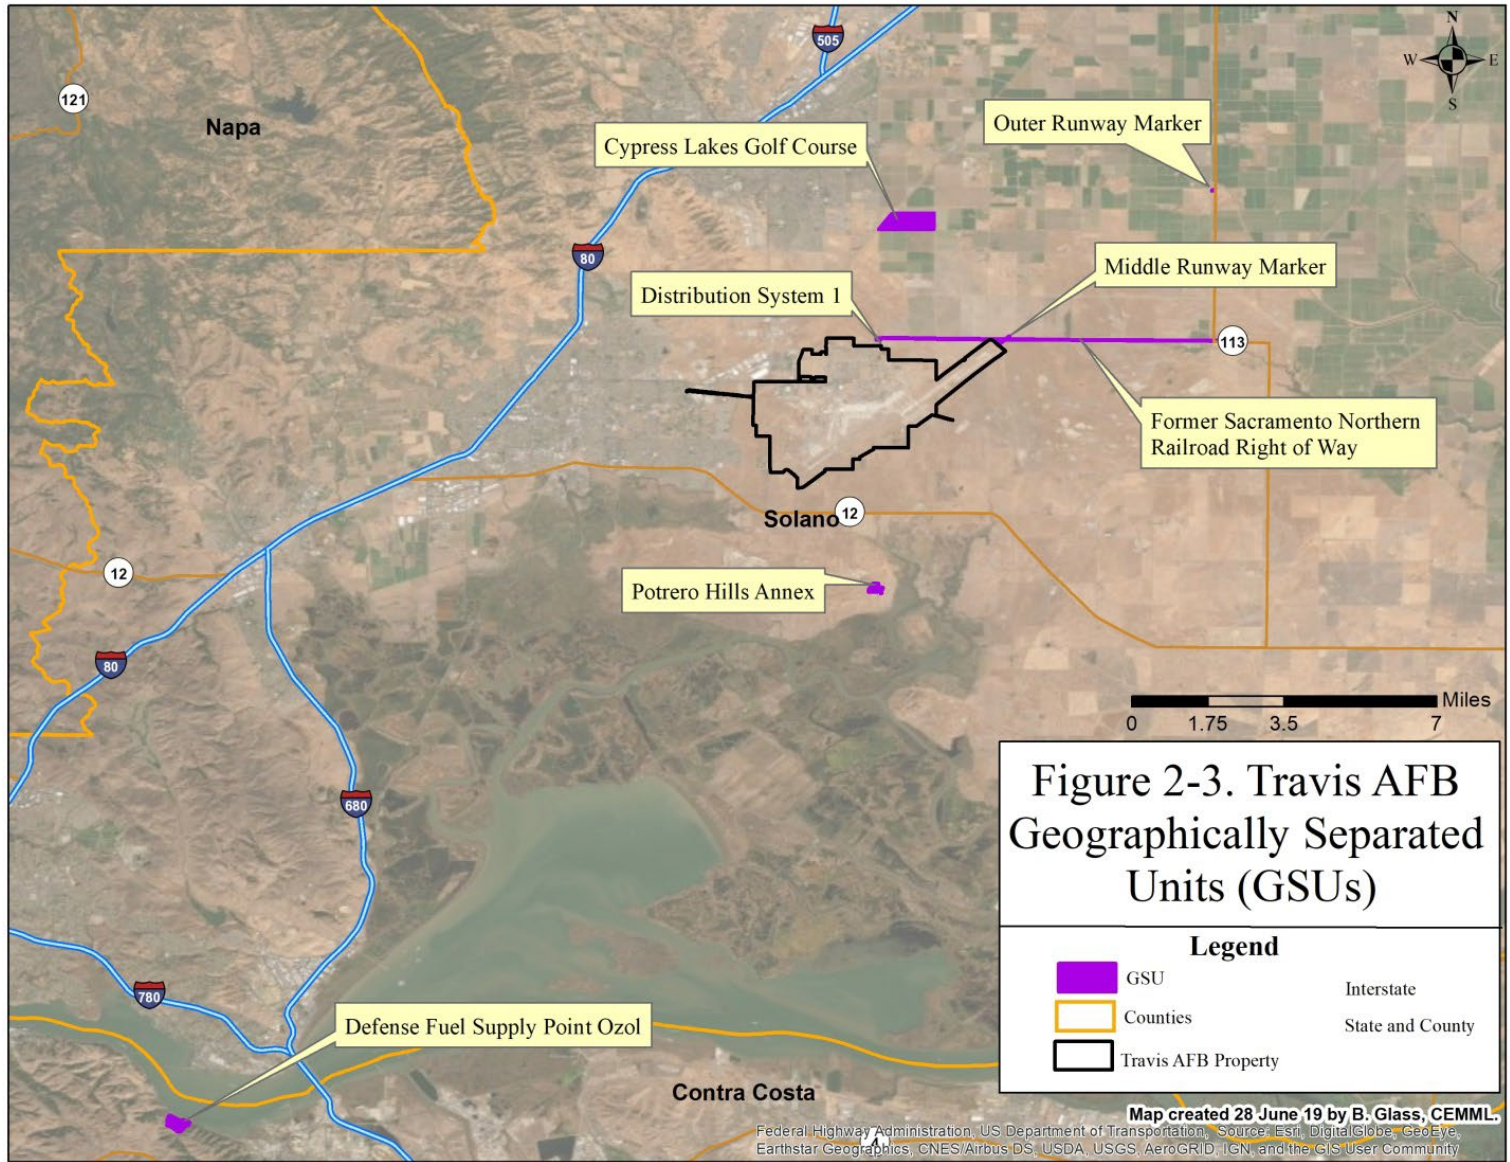 505
N
W E
S
121
Napa
Outer Runway Marker
Cypress Lakes Golf Course
80
Middle Runway Marker
Distribution System 1
113
Former Sacramento Northern
Railroad Right of Way
Solano 12
12
Potrero Hills Annex
80
Miles
0 1.75 3.5 7
680
Figure 2-3. Travis AFB
Geographically Separated
Units (GSUs)
Legend
GSU
Interstate
Counties
State and County
Travis AFB Property
780
Defense Fuel Supply Point Ozol
Contra Costa
Map created 28 June 19 by B. Glass, CEMML.
4
Federal Highway Administration, US Department of Transportation, Source: Esri, DigitalGlobe, GeoEye,
Earthstar Geographics, CNES/Airbus DS, USDA, USGS, AeroGRID, IGN, and the GIS User Community